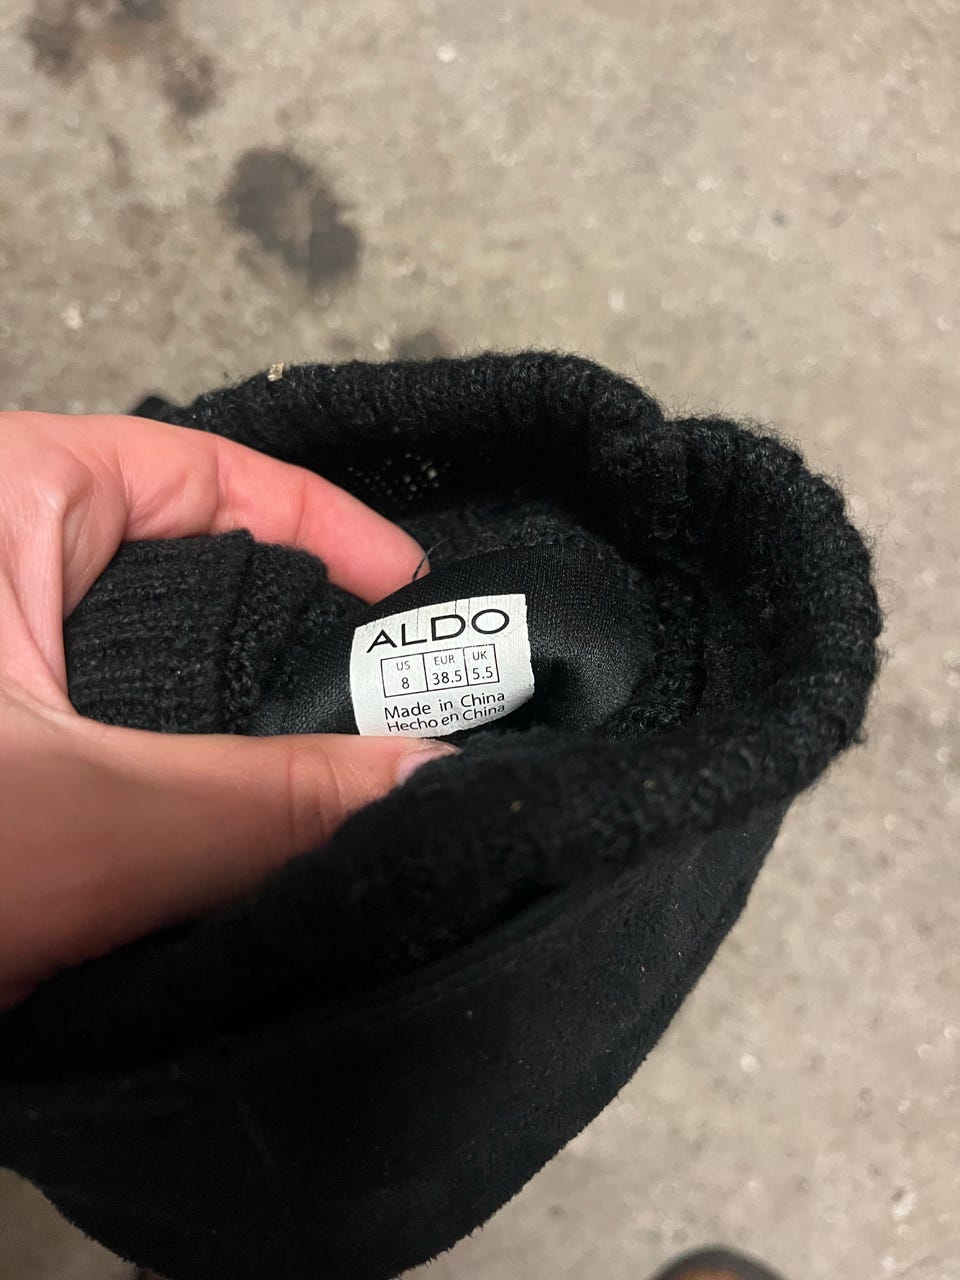 ALDO
US EUR UK
8 38.5 5.5
Made in China
Hecho en China